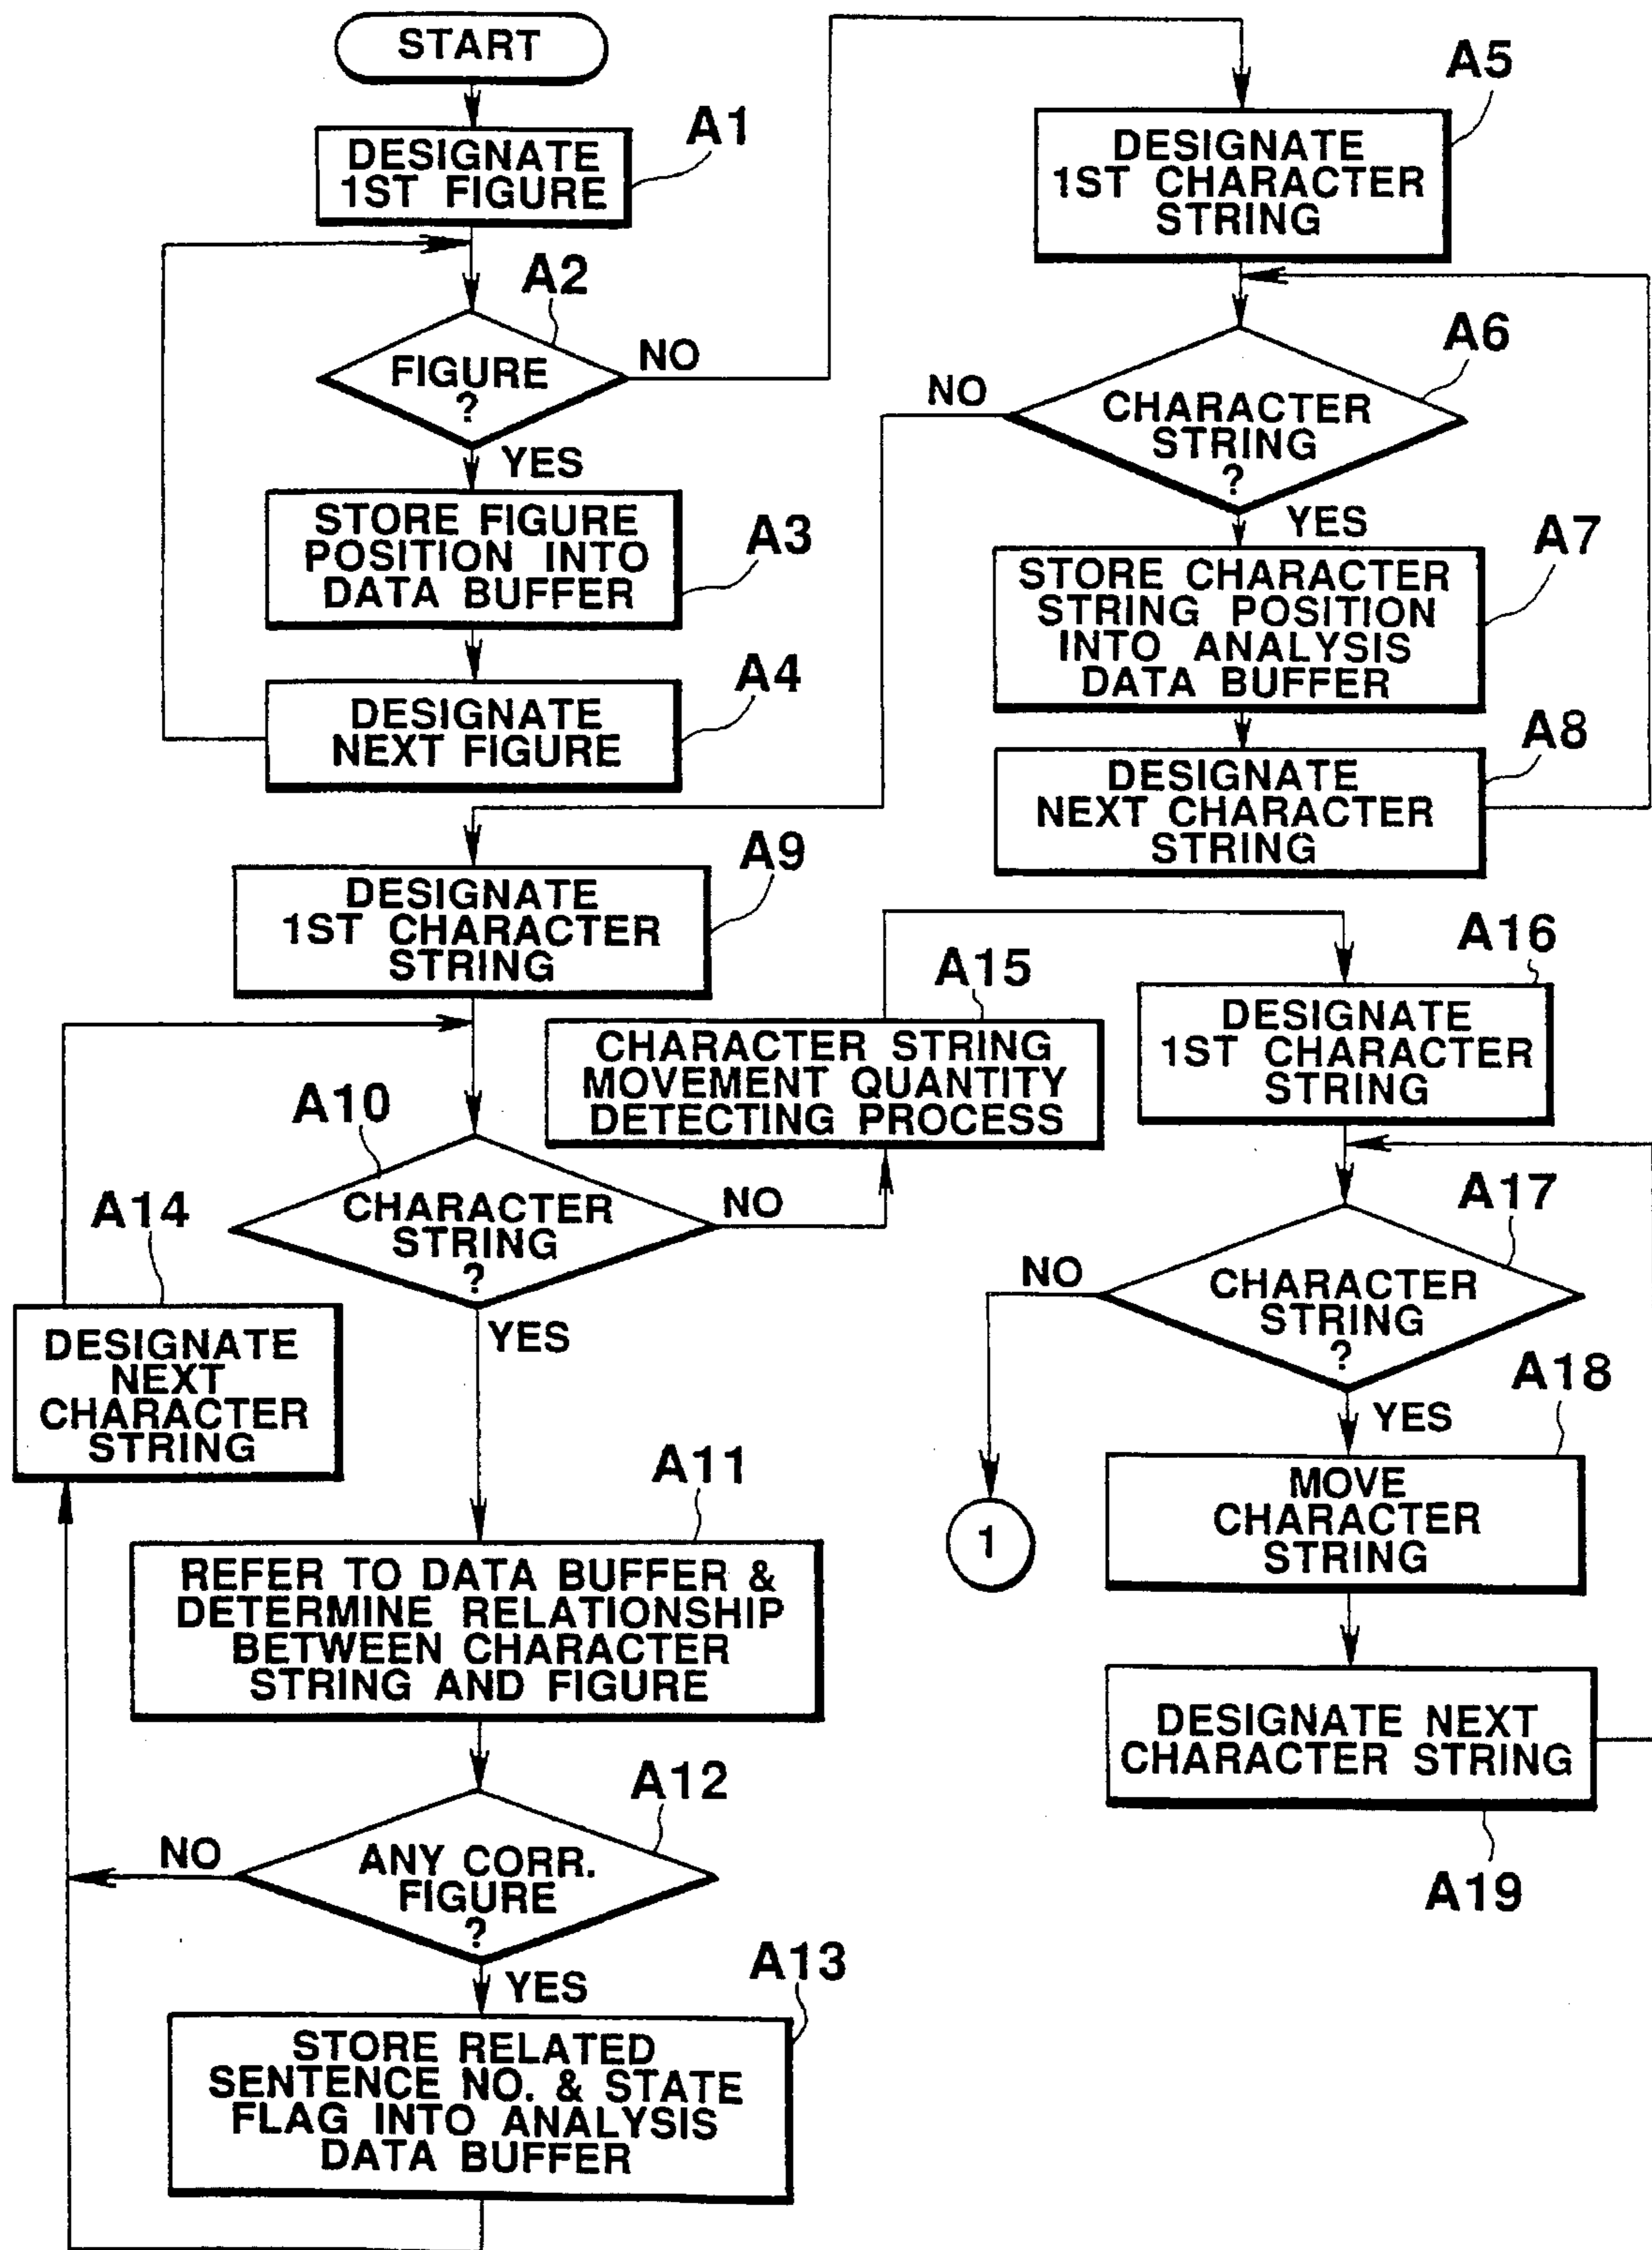 START
A1
DESIGNATE
1ST FIGURE
A2
FIGURE
?
NO
YES
A3
STORE FIGURE
POSITION INTO
DATA BUFFER
A4
DESIGNATE
NEXT FIGURE
A5
DESIGNATE
1ST CHARACTER
STRING
A6
NO
CHARACTER
STRING
?
YES
A7
STORE CHARACTER
STRING POSITION
INTO ANALYSIS
DATA BUFFER
A8
DESIGNATE
NEXT CHARACTER
STRING
A9
DESIGNATE
1ST CHARACTER
STRING
A10
CHARACTER
STRING
?
NO
YES
A14
DESIGNATE
NEXT
CHARACTER
STRING
A11
REFER TO DATA BUFFER &
DETERMINE RELATIONSHIP
BETWEEN CHARACTER
STRING AND FIGURE
A12
NO
ANY CORR.
FIGURE
?
YES
A13
STORE RELATED
SENTENCE NO. & STATE
FLAG INTO ANALYSIS
DATA BUFFER
A15
CHARACTER STRING
MOVEMENT QUANTITY
DETECTING PROCESS
A16
DESIGNATE
1ST CHARACTER
STRING
A17
NO
CHARACTER
STRING
?
YES
1
A18
MOVE
CHARACTER
STRING
DESIGNATE NEXT
CHARACTER STRING
A19